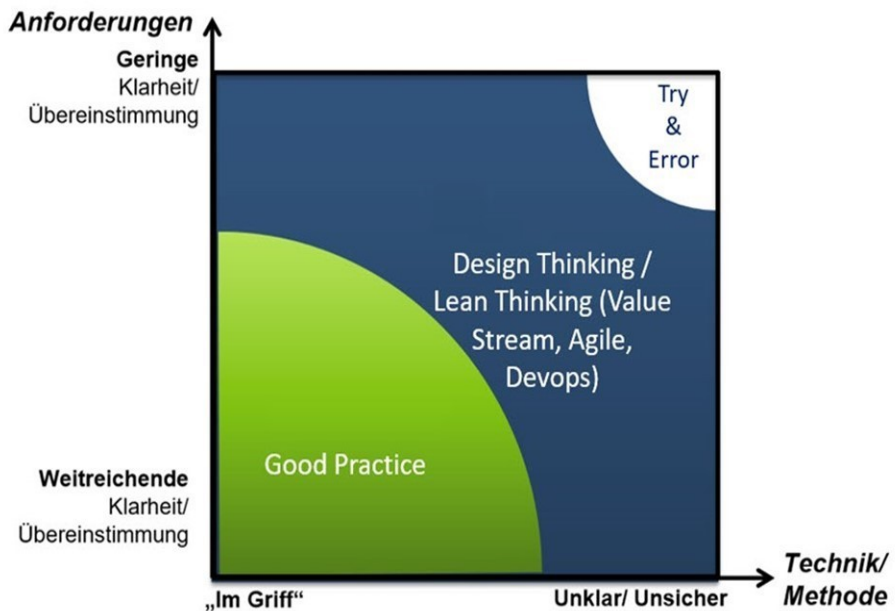 Anforderungen
Geringe
Klarheit/
Übereinstimmung
Try
&
Error
Design Thinking /
Lean Thinking (Value
Stream, Agile,
Devops)
Good Practice
Weitreichende
Klarheit/
Übereinstimmung
„Im Griff“
Unklar/ Unsicher
Technik/
Methode